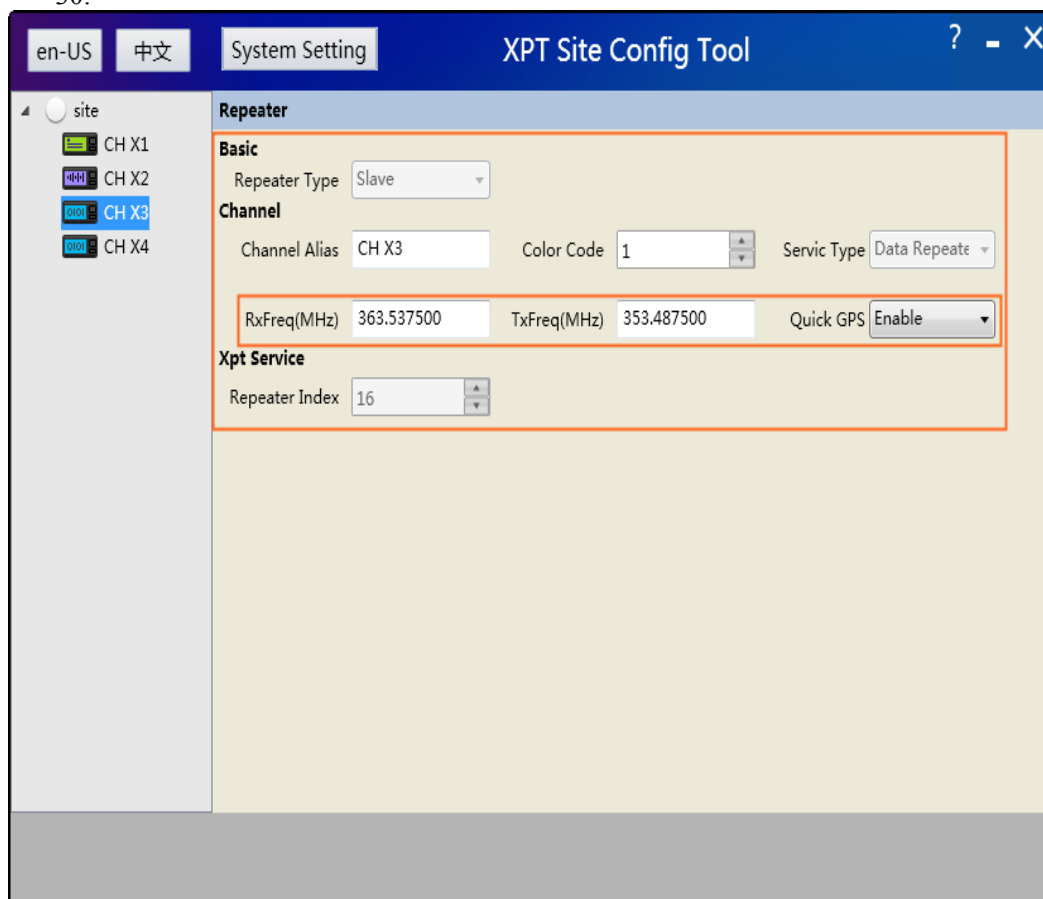 en-US 中文 System Setting XPT Site Config Tool ? - X
site
CH X1
CH X2
CH X3
CH X4
Repeater
Basic
Repeater Type Slave
Channel
Channel Alias CH X3 Color Code 1 Servic Type Data Repeate
RxFreq(MHz) 363.537500 TxFreq(MHz) 353.487500 Quick GPS Enable
Xpt Service
Repeater Index 16